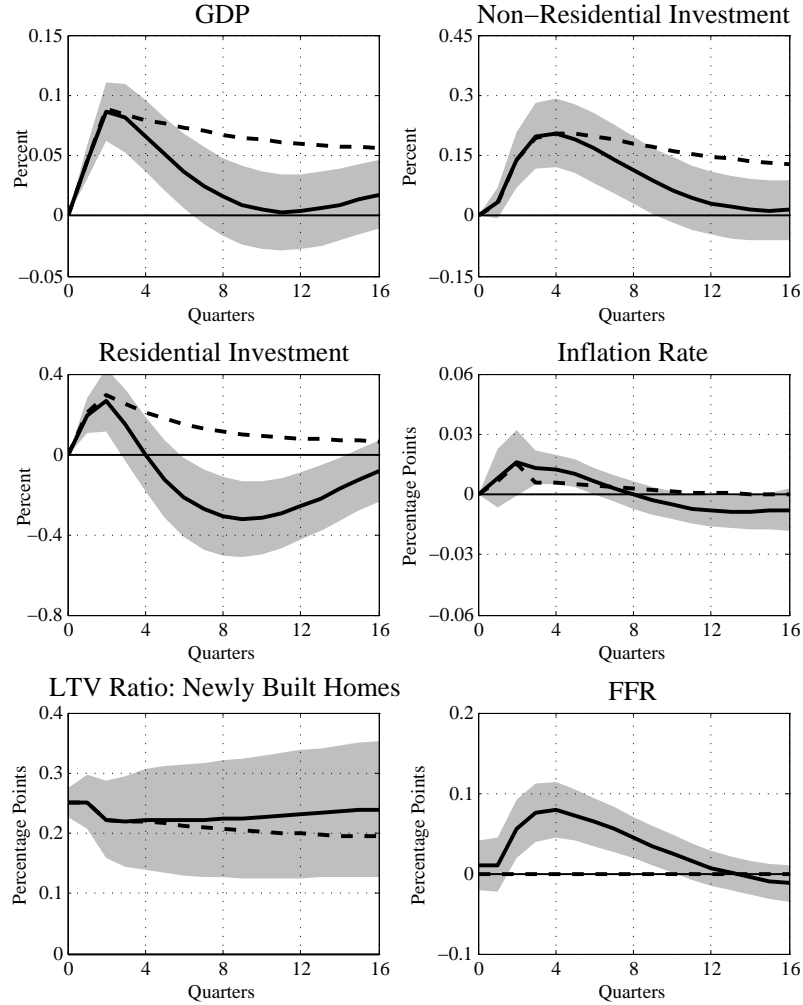 GDP
0.15
0.1
0.05
0
−0.05
Percent
0 4 8 12 16
Quarters
Non−Residential Investment
0.45
0.3
0.15
0
−0.15
Percent
0 4 8 12 16
Quarters
Residential Investment
0.4
0
−0.4
−0.8
Percent
0 4 8 12 16
Quarters
Inflation Rate
0.06
0.03
0
−0.03
−0.06
Percentage Points
0 4 8 12 16
Quarters
LTV Ratio: Newly Built Homes
0.4
0.3
0.2
0.1
0
Percentage Points
0 4 8 12 16
Quarters
FFR
0.2
0.1
0
−0.1
Percentage Points
0 4 8 12 16
Quarters